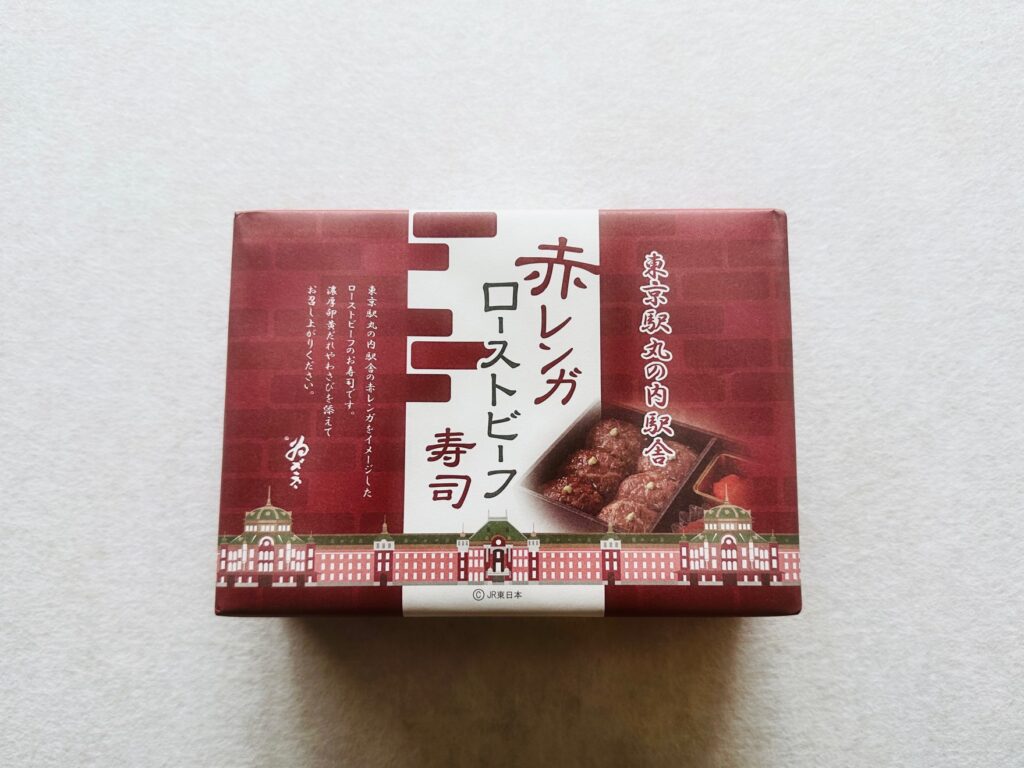 東京駅丸の内駅舎
赤レンガ
ローストビーフ
寿司
東京駅丸の内駅舎の赤レンガをイメージした
ローストビーフのお寿司です。
濃厚卵黄だれやわさびを添えて
お召し上がりください。
© JR東日本